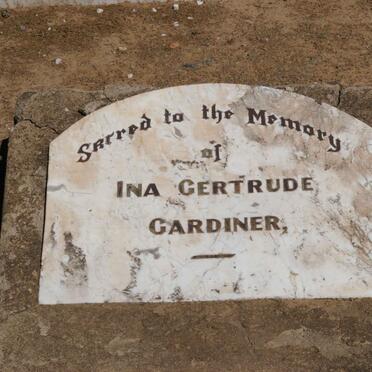 Sacred to the Memory
of
INA GERTRUDE
GARDINER,